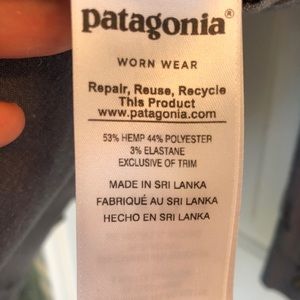 patagonia®
WORN WEAR
Repair, Reuse, Recycle
This Product
www.patagonia.com
53% HEMP 44% POLYESTER
3% ELASTANE
EXCLUSIVE OF TRIM
MADE IN SRI LANKA
FABRIQUÉ AU SRI LANKA
HECHO EN SRI LANKA